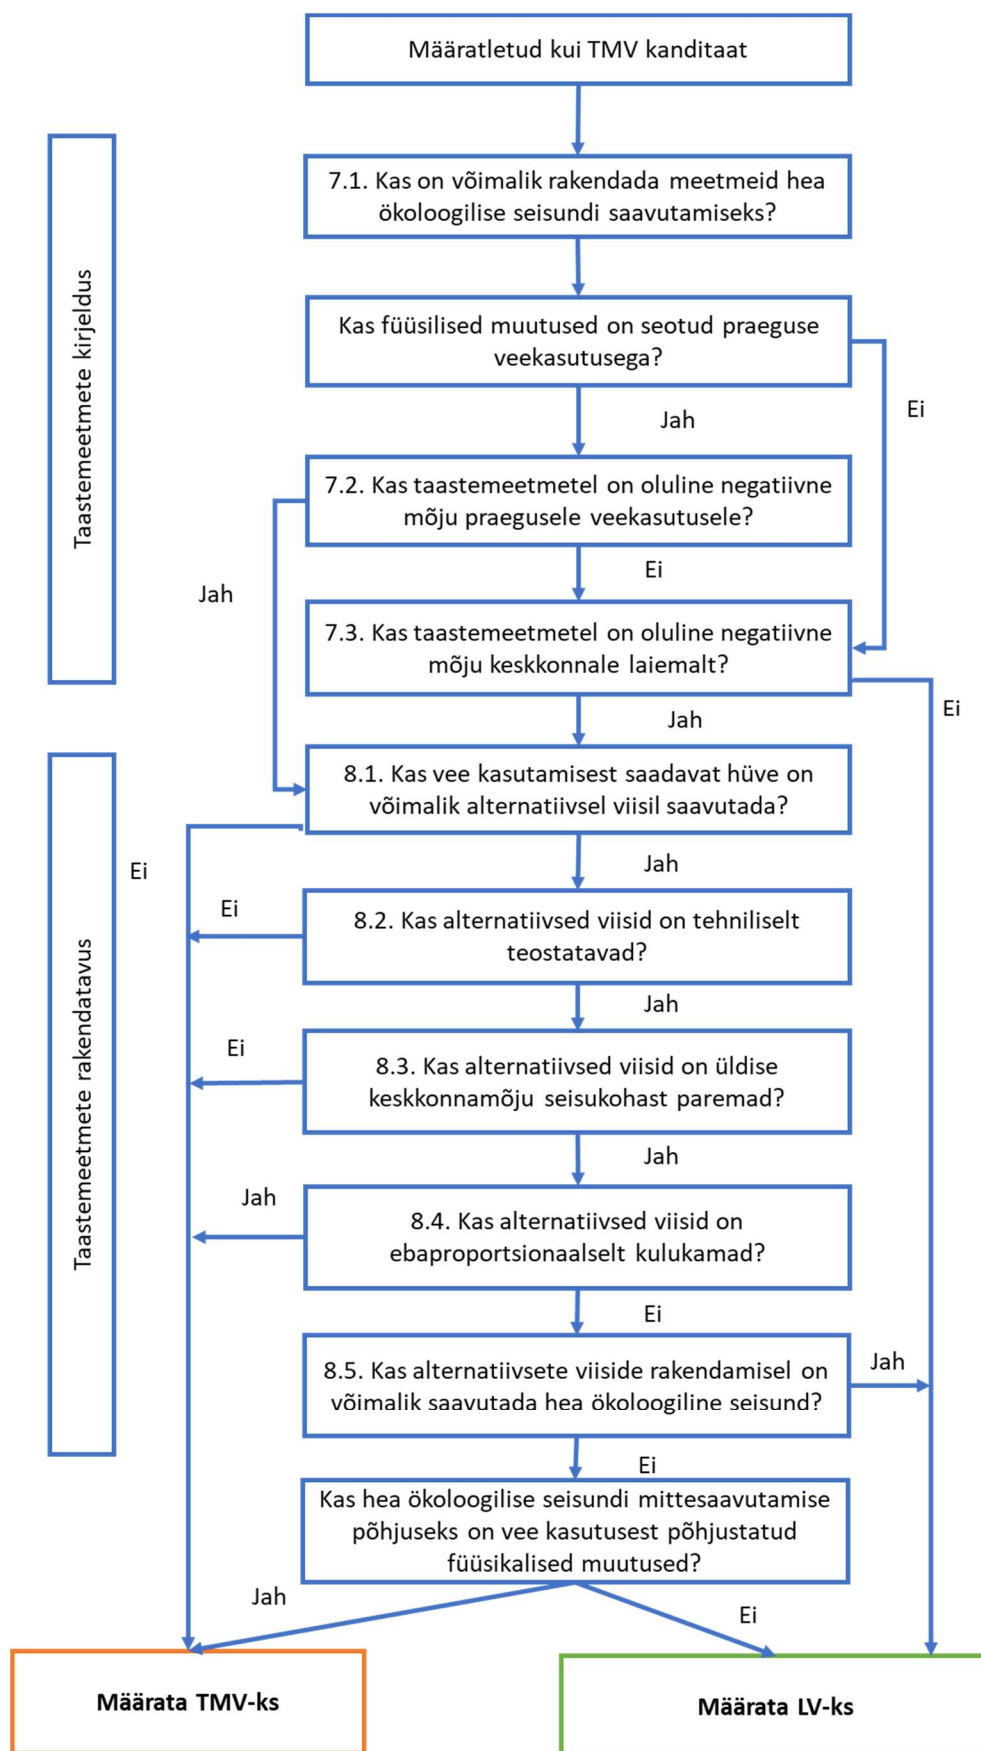 Määratletud kui TMV kanditaat
7.1. Kas on võimalik rakendada meetmeid hea
ökoloogilise seisundi saavutamiseks?
Taastemeetmete kirjeldus
Kas füüsilised muutused on seotud praeguse
veekasutusega?
Ei
Jah
7.2. Kas taastemeetmetel on oluline negatiivne
mõju praegusele veekasutusele?
Ei
Jah
7.3. Kas taastemeetmetel on oluline negatiivne
mõju keskkonnale laiemalt?
Ei
Jah
8.1. Kas vee kasutamisest saadavat hüve on
võimalik alternatiivsel viisil saavutada?
Ei
Jah
Taastemeetmete rakendatavus
Ei
8.2. Kas alternatiivsed viisid on tehniliselt
teostatavad?
Jah
Ei
8.3. Kas alternatiivsed viisid on üldise
keskkonnamõju seisukohast paremad?
Jah
Jah
8.4. Kas alternatiivsed viisid on
ebaproportsionaalselt kulukamad?
Ei
8.5. Kas alternatiivsete viiside rakendamisel on
võimalik saavutada hea ökoloogiline seisund?
Jah
Ei
Kas hea ökoloogilise seisundi mittesaavutamise
põhjuseks on vee kasutusest põhjustatud
füüsikalised muutused?
Jah
Ei
Määrata TMV-ks
Määrata LV-ks